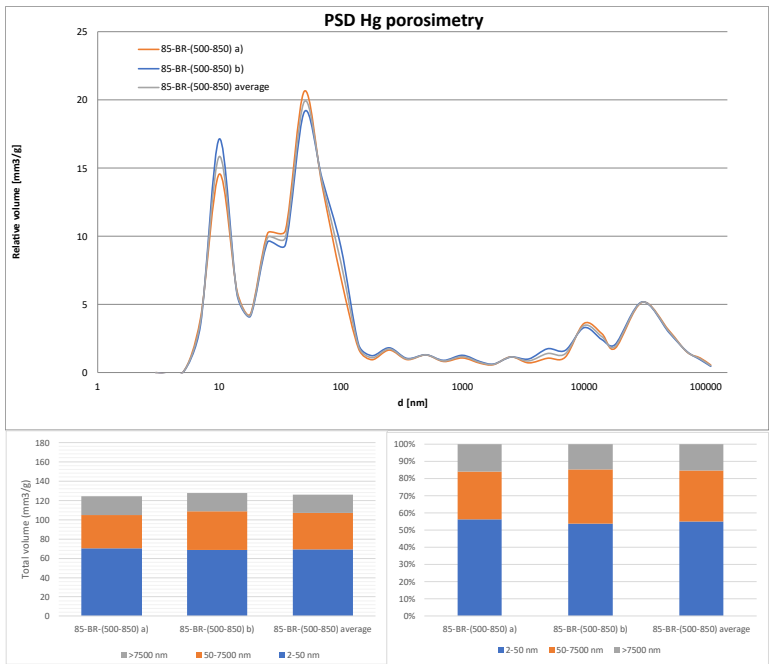 PSD Hg porosimetry
85-BR-(500-850) a)
85-BR-(500-850) b)
85-BR-(500-850) average
Relative volume [mm3/g]
25
20
15
10
5
0
1 10 100 1000 10000 100000
d [nm]
Total volume (mm3/g)
180
160
140
120
100
80
60
40
20
0
85-BR-(500-850) a) 85-BR-(500-850) b) 85-BR-(500-850) average
>7500 nm 50-7500 nm 2-50 nm
100%
90%
80%
70%
60%
50%
40%
30%
20%
10%
0%
85-BR-(500-850) a) 85-BR-(500-850) b) 85-BR-(500-850) average
2-50 nm 50-7500 nm >7500 nm